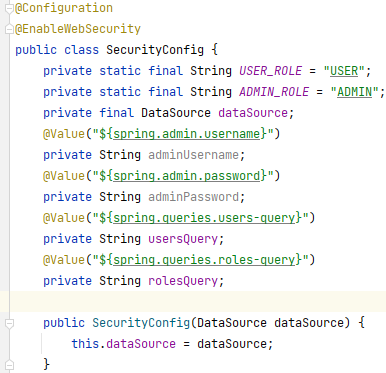 @Configuration
@EnableWebSecurity
public class SecurityConfig {
    private static final String USER_ROLE = "USER";
    private static final String ADMIN_ROLE = "ADMIN";
    private final DataSource dataSource;
    @Value("${spring.admin.username}")
    private String adminUsername;
    @Value("${spring.admin.password}")
    private String adminPassword;
    @Value("${spring.queries.users-query}")
    private String usersQuery;
    @Value("${spring.queries.roles-query}")
    private String rolesQuery;
    public SecurityConfig(DataSource dataSource) {
        this.dataSource = dataSource;
    }